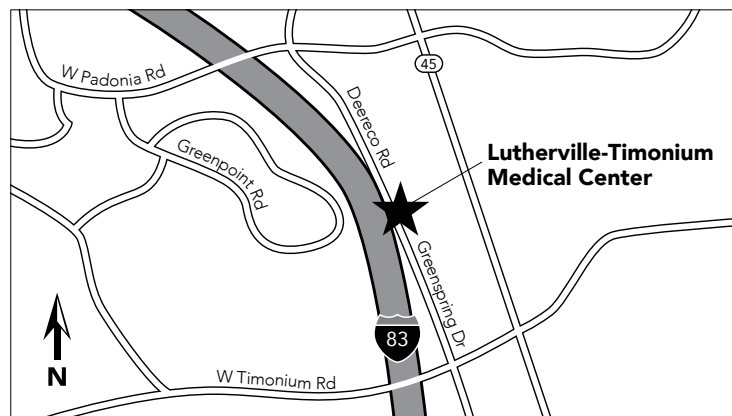 45
W Padonia Rd
Deereco Rd
Greenpoint Rd
Lutherville-Timonium
Medical Center
Greenspring Dr
83
N
W Timonium Rd